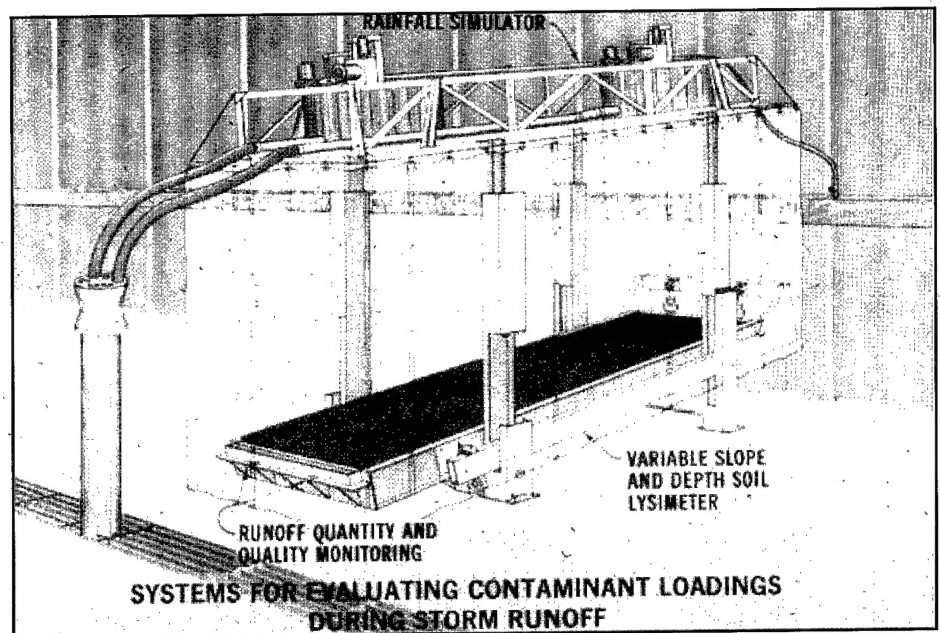 RAINFALL SIMULATOR
VARIABLE SLOPE
AND DEPTH SOIL
LYSIMETER
RUNOFF QUANTITY AND
QUALITY MONITORING
SYSTEMS FOR EVALUATING CONTAMINANT LOADINGS
DURING STORM RUNOFF